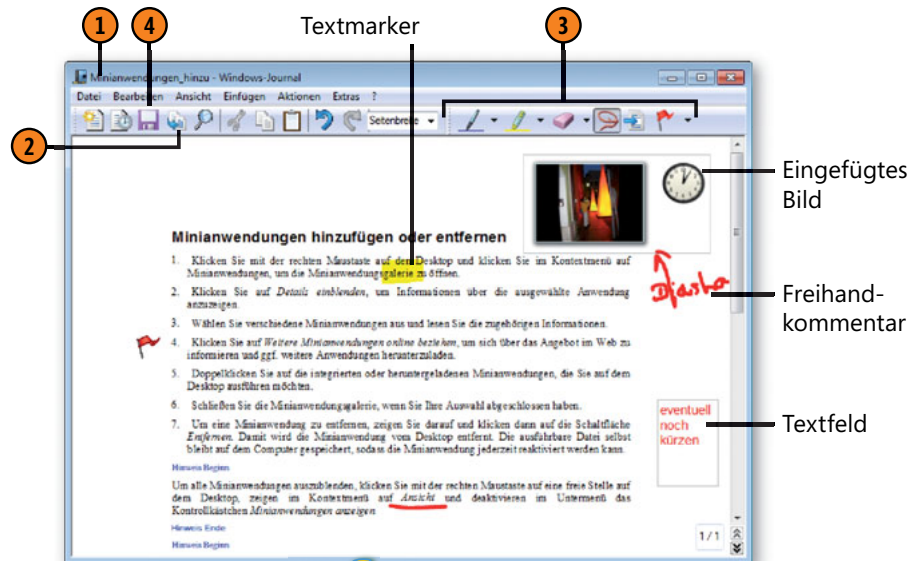 1
4
Textmarker
3
Minianwendungen_hinzu - Windows-Journal
Datei Bearbeiten Ansicht Einfügen Aktionen Extras ?
Seitenbreite
2
Eingefügtes
Bild
Minianwendungen hinzufügen oder entfernen
1. Klicken Sie mit der rechten Maustaste auf den Desktop und klicken Sie im Kontextmenü auf
Minianwendungen, um die Minianwendungsgalerie zu öffnen.
2. Klicken Sie auf Details einblenden, um Informationen über die ausgewählte Anwendung
anzuzeigen.
Freihand-
kommentar
3. Wählen Sie verschiedene Minianwendungen aus und lesen Sie die zugehörigen Informationen.
4. Klicken Sie auf Weitere Minianwendungen online beziehen, um sich über das Angebot im Web zu
informieren und ggf. weitere Anwendungen herunterzuladen.
5. Doppelklicken Sie auf die integrierten oder heruntergeladenen Minianwendungen, die Sie auf dem
Desktop ausführen möchten.
6. Schließen Sie die Minianwendungsgalerie, wenn Sie Ihre Auswahl abgeschlossen haben.
7. Um eine Minianwendung zu entfernen, zeigen Sie darauf und klicken dann auf die Schaltfläche
Entfernen. Damit wird die Minianwendung vom Desktop entfernt. Die ausführbare Datei selbst
bleibt auf dem Computer gespeichert, sodass die Minianwendung jederzeit reaktiviert werden kann.
eventuell
noch
kürzen
Textfeld
Hinweis Beginn
Um alle Minianwendungen auszublenden, klicken Sie mit der rechten Maustaste auf eine freie Stelle auf
dem Desktop, zeigen im Kontextmenü auf Ansicht und deaktivieren im Untermenü das
Kontrollkästchen Minianwendungen anzeigen
Hinweis Ende
Hinweis Beginn
1 / 1